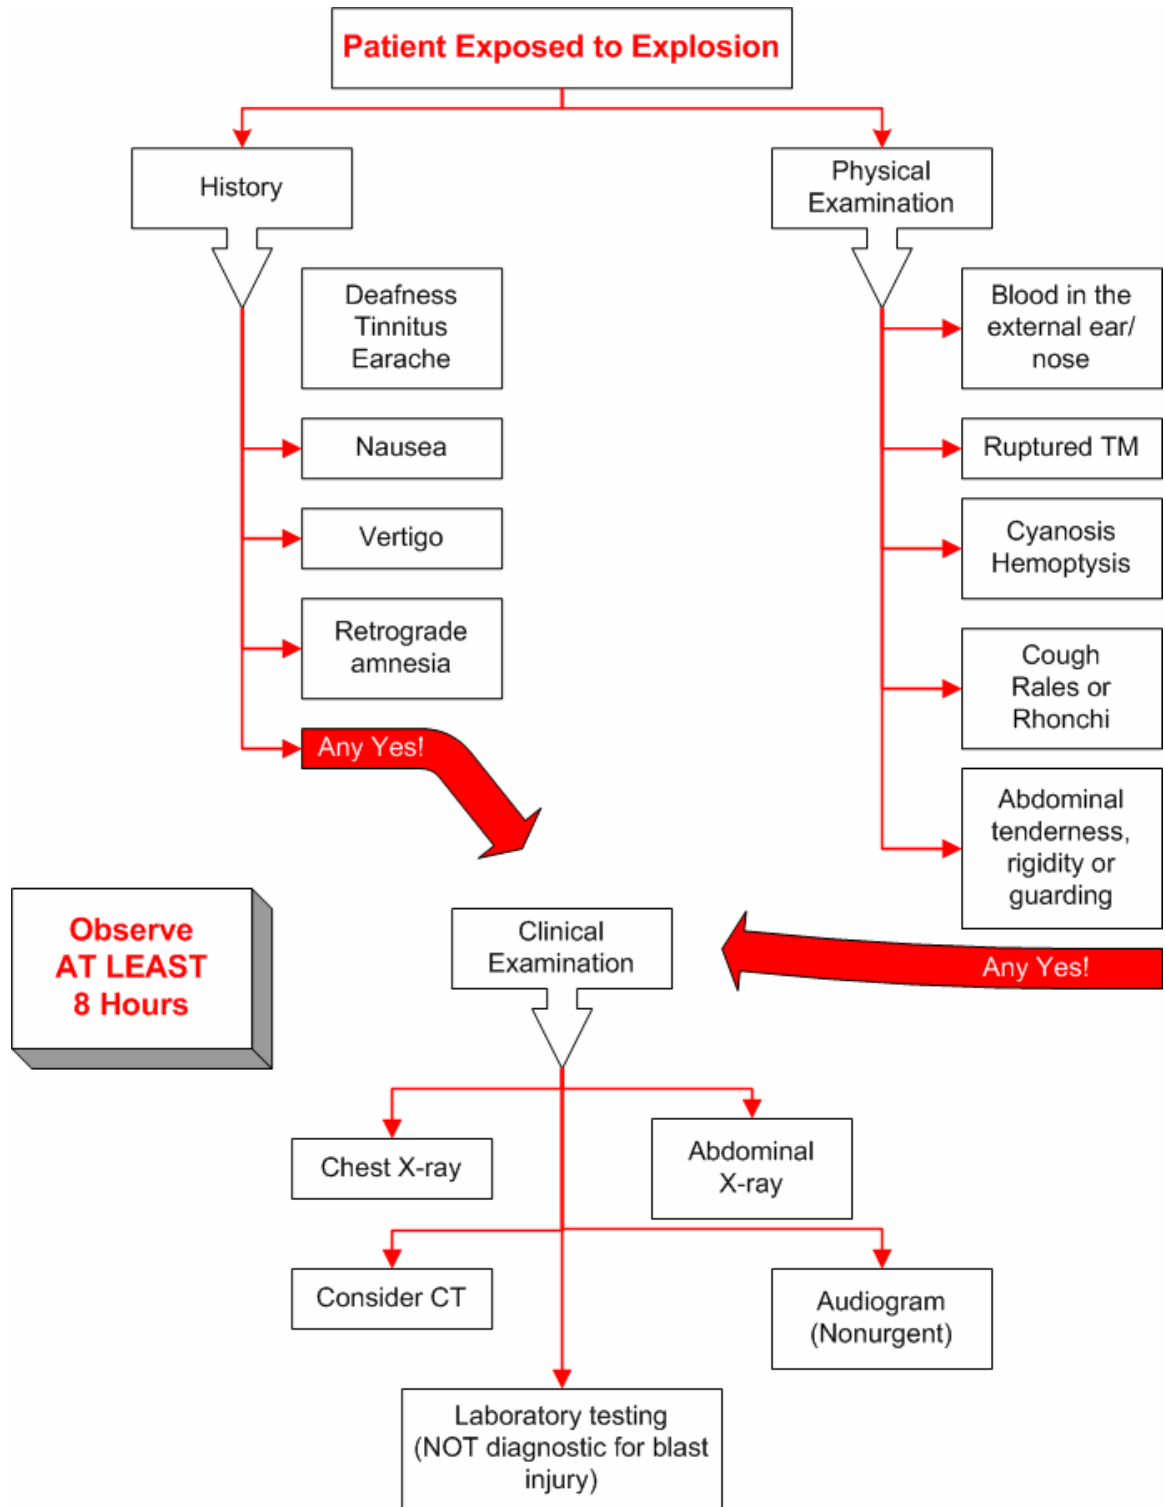 Patient Exposed to Explosion
History
Deafness
Tinnitus
Earache
Nausea
Vertigo
Retrograde
amnesia
Any Yes!
Physical
Examination
Blood in the
external ear/
nose
Ruptured TM
Cyanosis
Hemoptysis
Cough
Rales or
Rhonchi
Abdominal
tenderness,
rigidity or
guarding
Any Yes!
Observe
AT LEAST
8 Hours
Clinical
Examination
Chest X-ray
Abdominal
X-ray
Consider CT
Audiogram
(Nonurgent)
Laboratory testing
(NOT diagnostic for blast
injury)